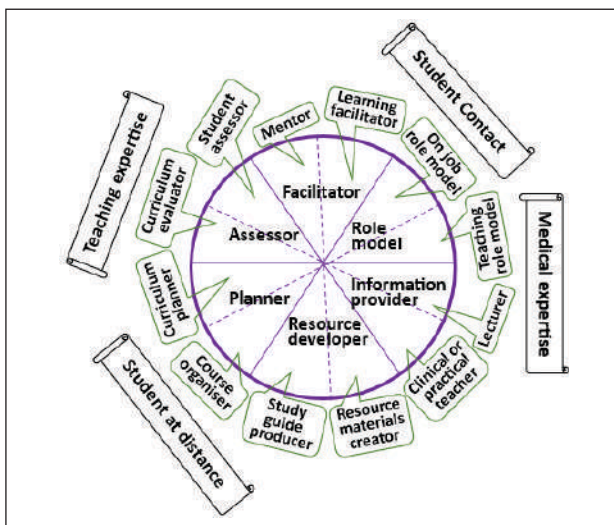 Student Contact
Learning
facilitator
Mentor
Student
assessor
On job
role model
Teaching expertise
Facilitator
Curriculum
evaluator
Assessor
Role
model
Teaching
role model
Medical expertise
Curriculum
planner
Planner
Information
provider
Lecturer
Resource
developer
Clinical or
practical
teacher
Course
organiser
Study
guide
producer
Resource
materials
creator
Student at distance